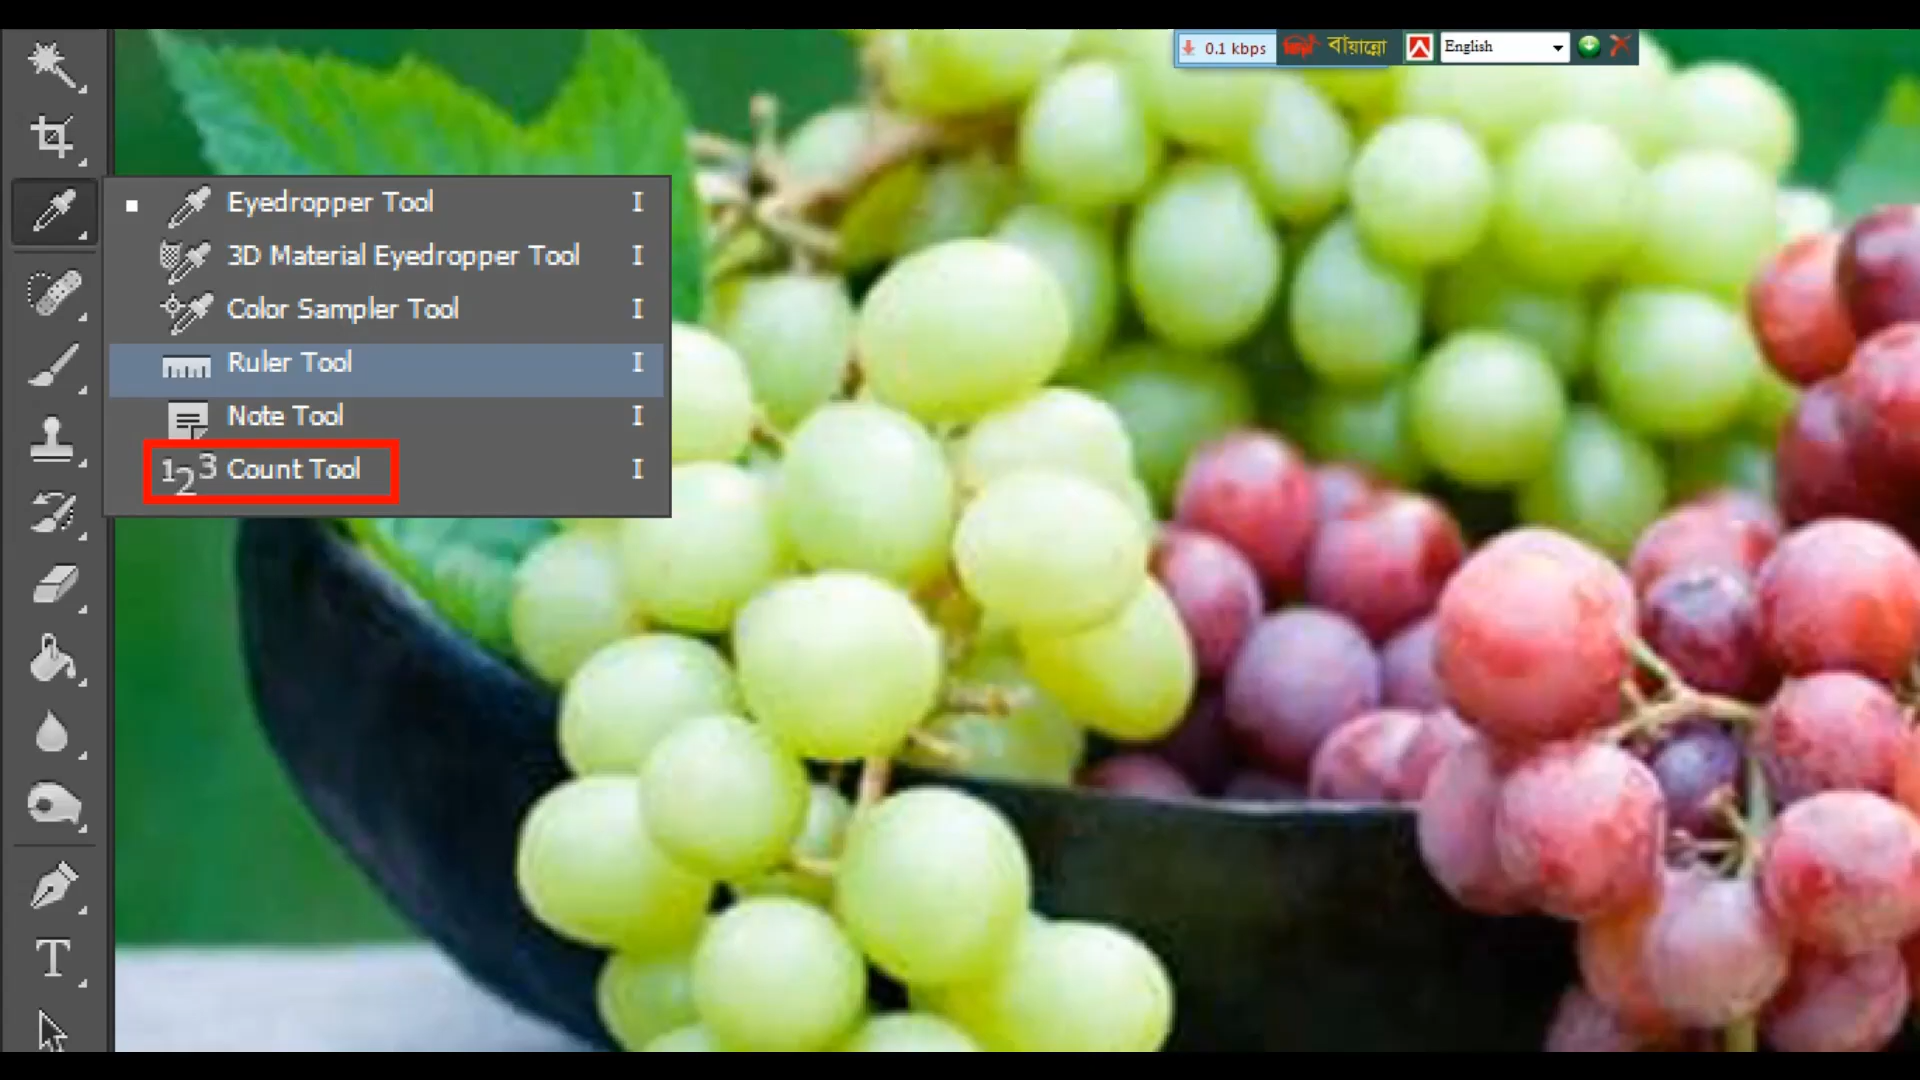 0.1 kbps বায়ান্নো English
Eyedropper Tool I
3D Material Eyedropper Tool I
Color Sampler Tool I
Ruler Tool I
Note Tool I
123 Count Tool I
T